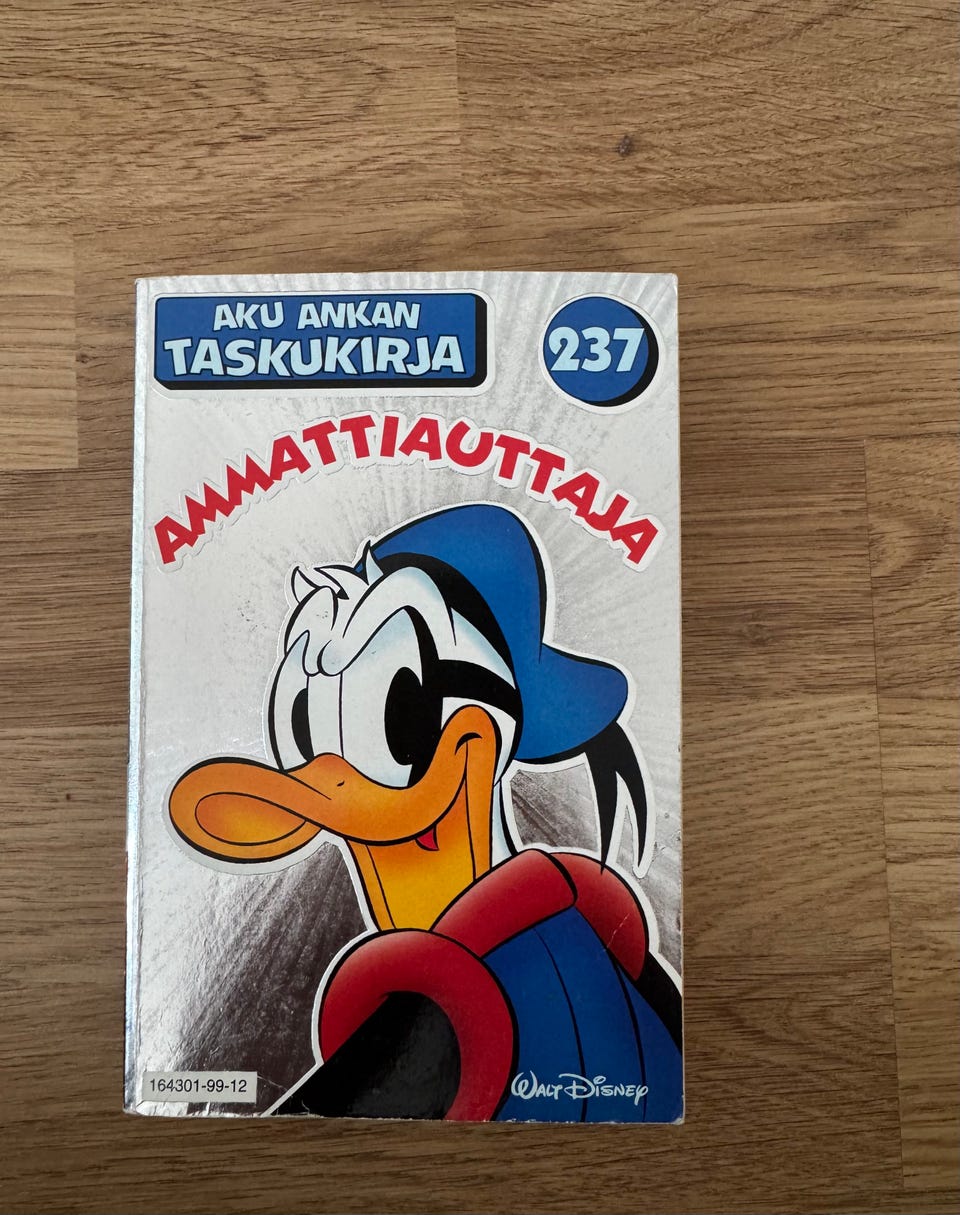 AKU ANKAN
TASKUKIRJA
237
AMMATTIAUTTAJA
164301-99-12
WALT DISNEY